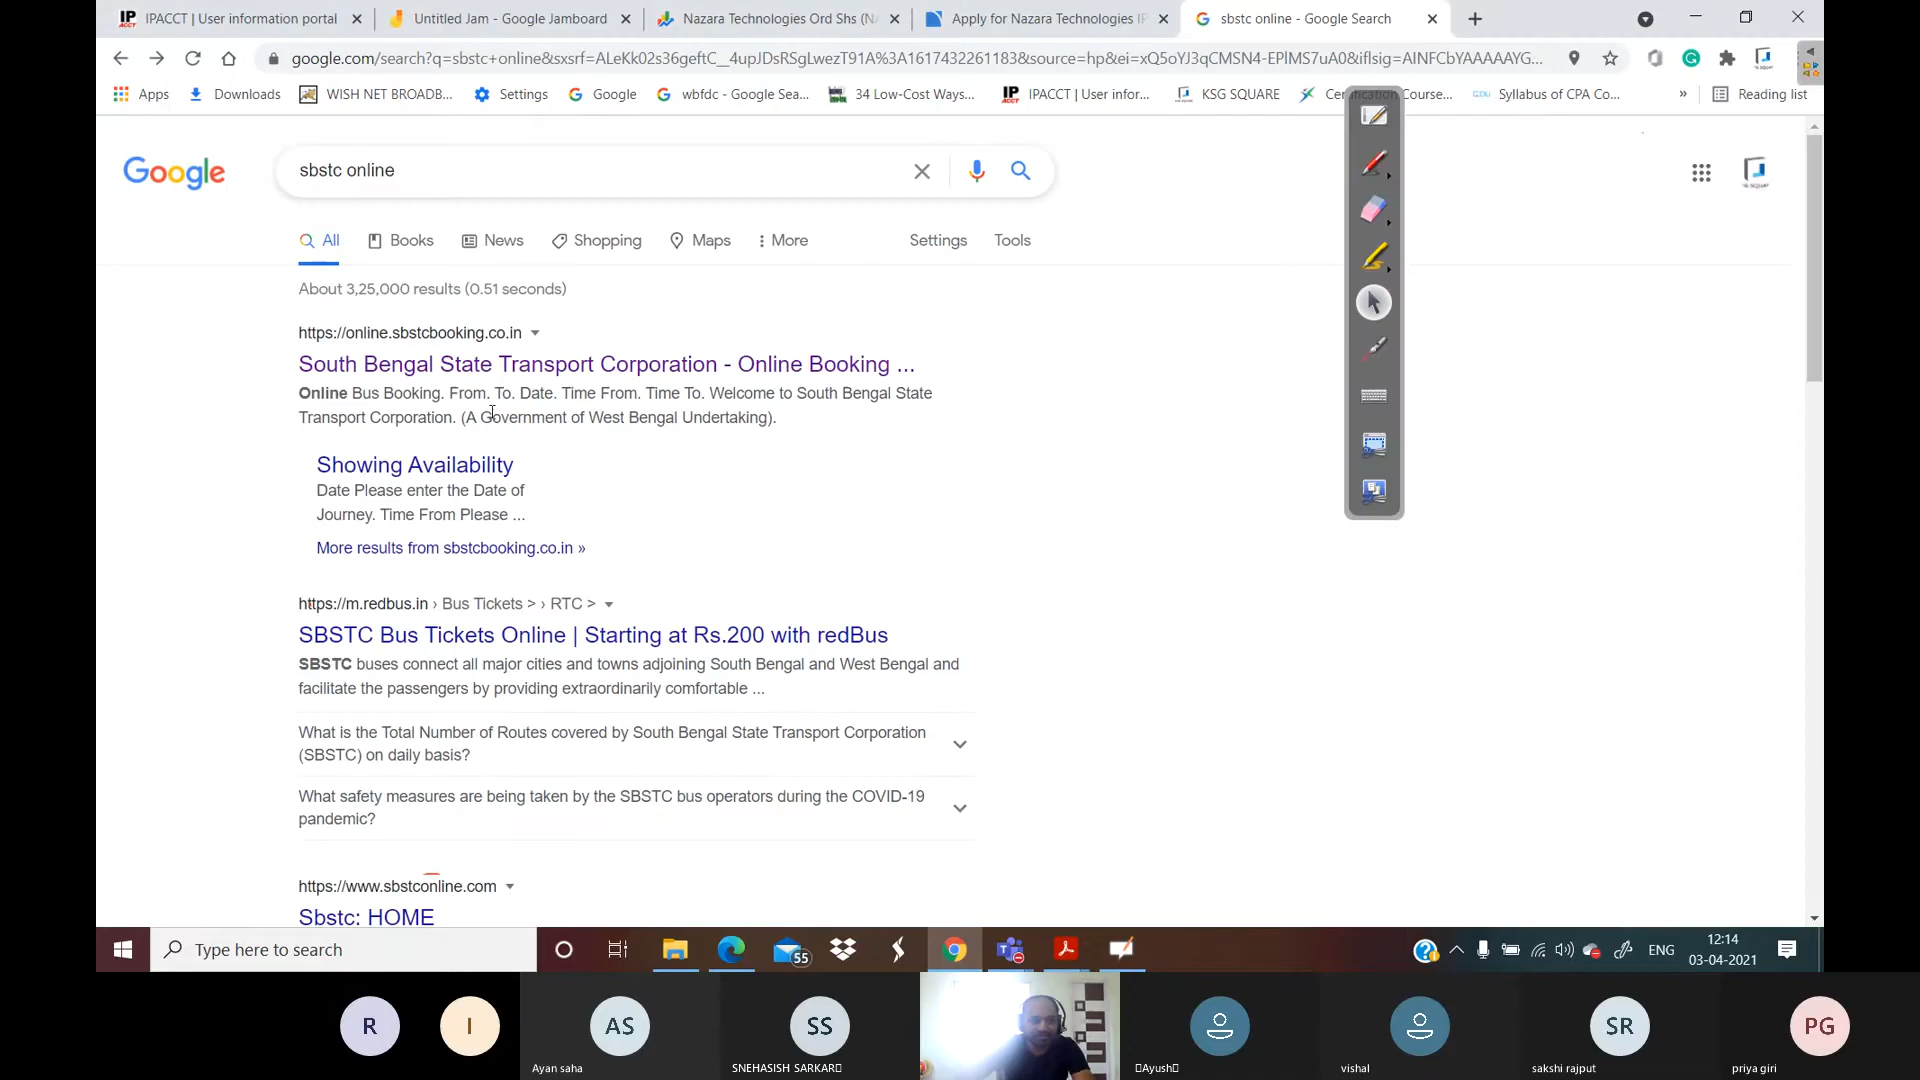 IPACCT | User information portal
Untitled Jam - Google Jamboard
Nazara Technologies Ord Shs (N
Apply for Nazara Technologies IP
sbstc online - Google Search
google.com/search?q=sbstc+online&sxsrf=ALeKk02s36geftC__4upJDsRSgLwezT91A%3A1617432261183&source=hp&ei=xQ5oYJ3qCMSN4-EPlMS7uA0&iflsig=AINFCbYAAAAAYG...
Apps
Downloads
WISH NET BROADB...
Settings
Google
wbfdc - Google Sea...
34 Low-Cost Ways...
IPACCT | User infor...
KSG SQUARE
Certification Course...
Syllabus of CPA Co...
»
Reading list
Google
sbstc online
All
Books
News
Shopping
Maps
More
Settings
Tools
About 3,25,000 results (0.51 seconds)
https://online.sbstcbooking.co.in
South Bengal State Transport Corporation - Online Booking ...
Online Bus Booking. From. To. Date. Time From. Time To. Welcome to South Bengal State
Transport Corporation. (A Government of West Bengal Undertaking).
Showing Availability
Date Please enter the Date of
Journey. Time From Please ...
More results from sbstcbooking.co.in »
https://m.redbus.in › Bus Tickets > › RTC >
SBSTC Bus Tickets Online | Starting at Rs.200 with redBus
SBSTC buses connect all major cities and towns adjoining South Bengal and West Bengal and
facilitate the passengers by providing extraordinarily comfortable ...
What is the Total Number of Routes covered by South Bengal State Transport Corporation
(SBSTC) on daily basis?
What safety measures are being taken by the SBSTC bus operators during the COVID-19
pandemic?
https://www.sbstconline.com
Sbstc: HOME
Type here to search
55
ENG
12:14
03-04-2021
R
I
AS
SS
SR
PG
Ayan saha
SNEHASISH SARKAR
Ayush
vishal
sakshi rajput
priya giri